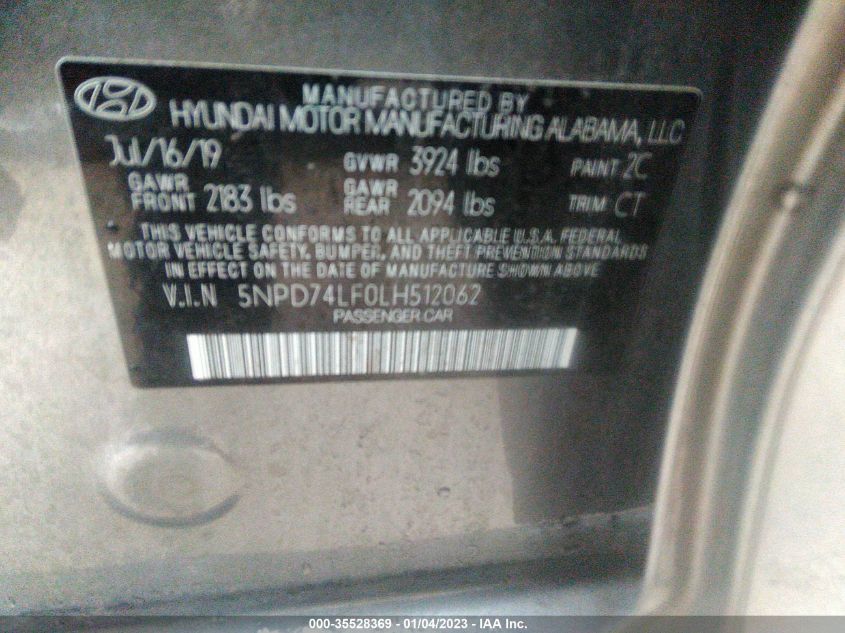 MANUFACTURED BY
HYUNDAI MOTOR MANUFACTURING ALABAMA, LLC
JUL/16/19 GVWR 3924 lbs PAINT 2C
GAWR FRONT 2183 lbs GAWR REAR 2094 lbs TRIM CT
THIS VEHICLE CONFORMS TO ALL APPLICABLE U.S.A. FEDERAL
MOTOR VEHICLE SAFETY, BUMPER, AND THEFT PREVENTION STANDARDS
IN EFFECT ON THE DATE OF MANUFACTURE SHOWN ABOVE
V.I.N 5NPD74LF0LH512062
PASSENGER CAR
000-35528369 - 01/04/2023 - IAA Inc.